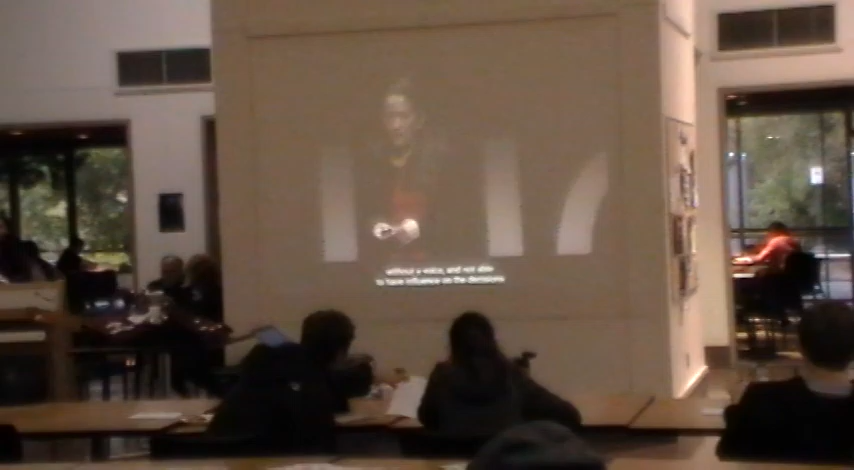 without a voice, and not able
to have influence on the decisions